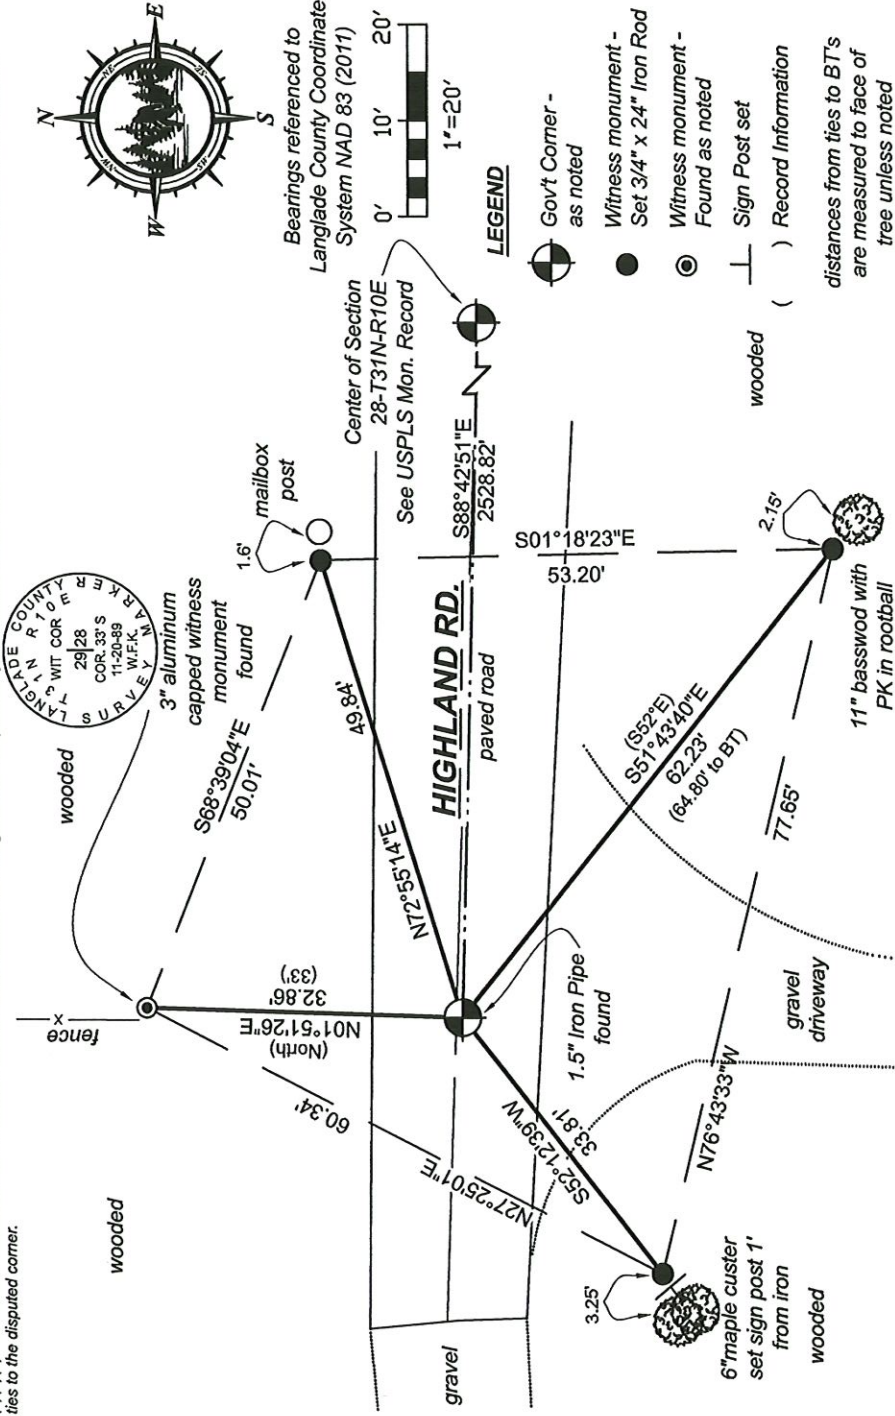 ties to the disputed corner.
N
NE
E
SE
S
SW
W
NW
Bearings referenced to
Langlade County Coordinate
System NAD 83 (2011)
0' 10' 20'
1"=20'
LEGEND
Gov't Corner -
as noted
Witness monument -
Set 3/4" x 24" Iron Rod
Witness monument -
Found as noted
Sign Post set
( ) Record Information
distances from ties to BT's
are measured to face of
tree unless noted
LANGLADE COUNTY
SURVEY MARKER
T 31N R10E
WIT COR
29|28
COR. 33' S
11-20-89
W.F.K.
3" aluminum
capped witness
monument
found
wooded
wooded
fence
x
S68°39'04"E
50.01'
1.6'
mailbox
post
Center of Section
28-T31N-R10E
See USPLS Mon. Record
(North)
N01°51'26"E
32.86'
(33')
N72°55'14"E
49.84'
HIGHLAND RD.
paved road
S88°42'51"E
2528.82'
S01°18'23"E
53.20'
60.34'
N27°25'01"E
S52°12'39"W
33.81'
1.5" Iron Pipe
found
(S52°E)
S51°43'40"E
62.23'
(64.80' to BT)
gravel
gravel
driveway
N76°43'33"W
77.65'
2.15'
11" basswod with
PK in rootball
wooded
3.25'
6"maple custer
set sign post 1'
from iron
wooded